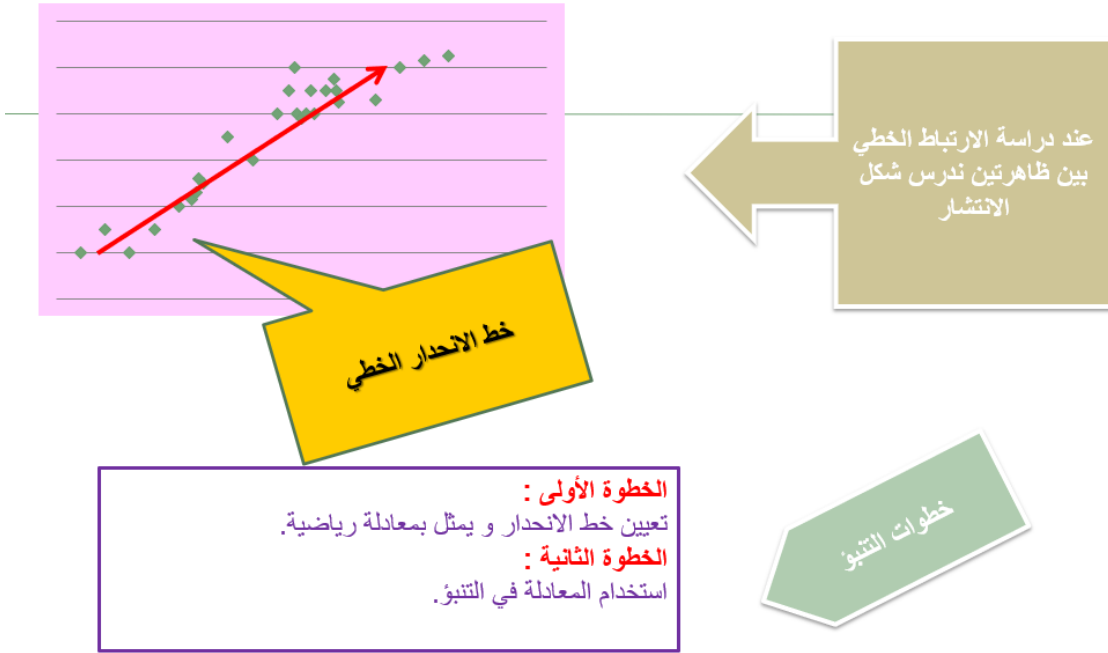 عند دراسة الارتباط الخطي
بين ظاهرتين ندرس شكل
الانتشار
خط الانحدار الخطي
خطوات التنبؤ
الخطوة الأولى :
تعيين خط الانحدار و يمثل بمعادلة رياضية.
الخطوة الثانية :
استخدام المعادلة في التنبؤ.